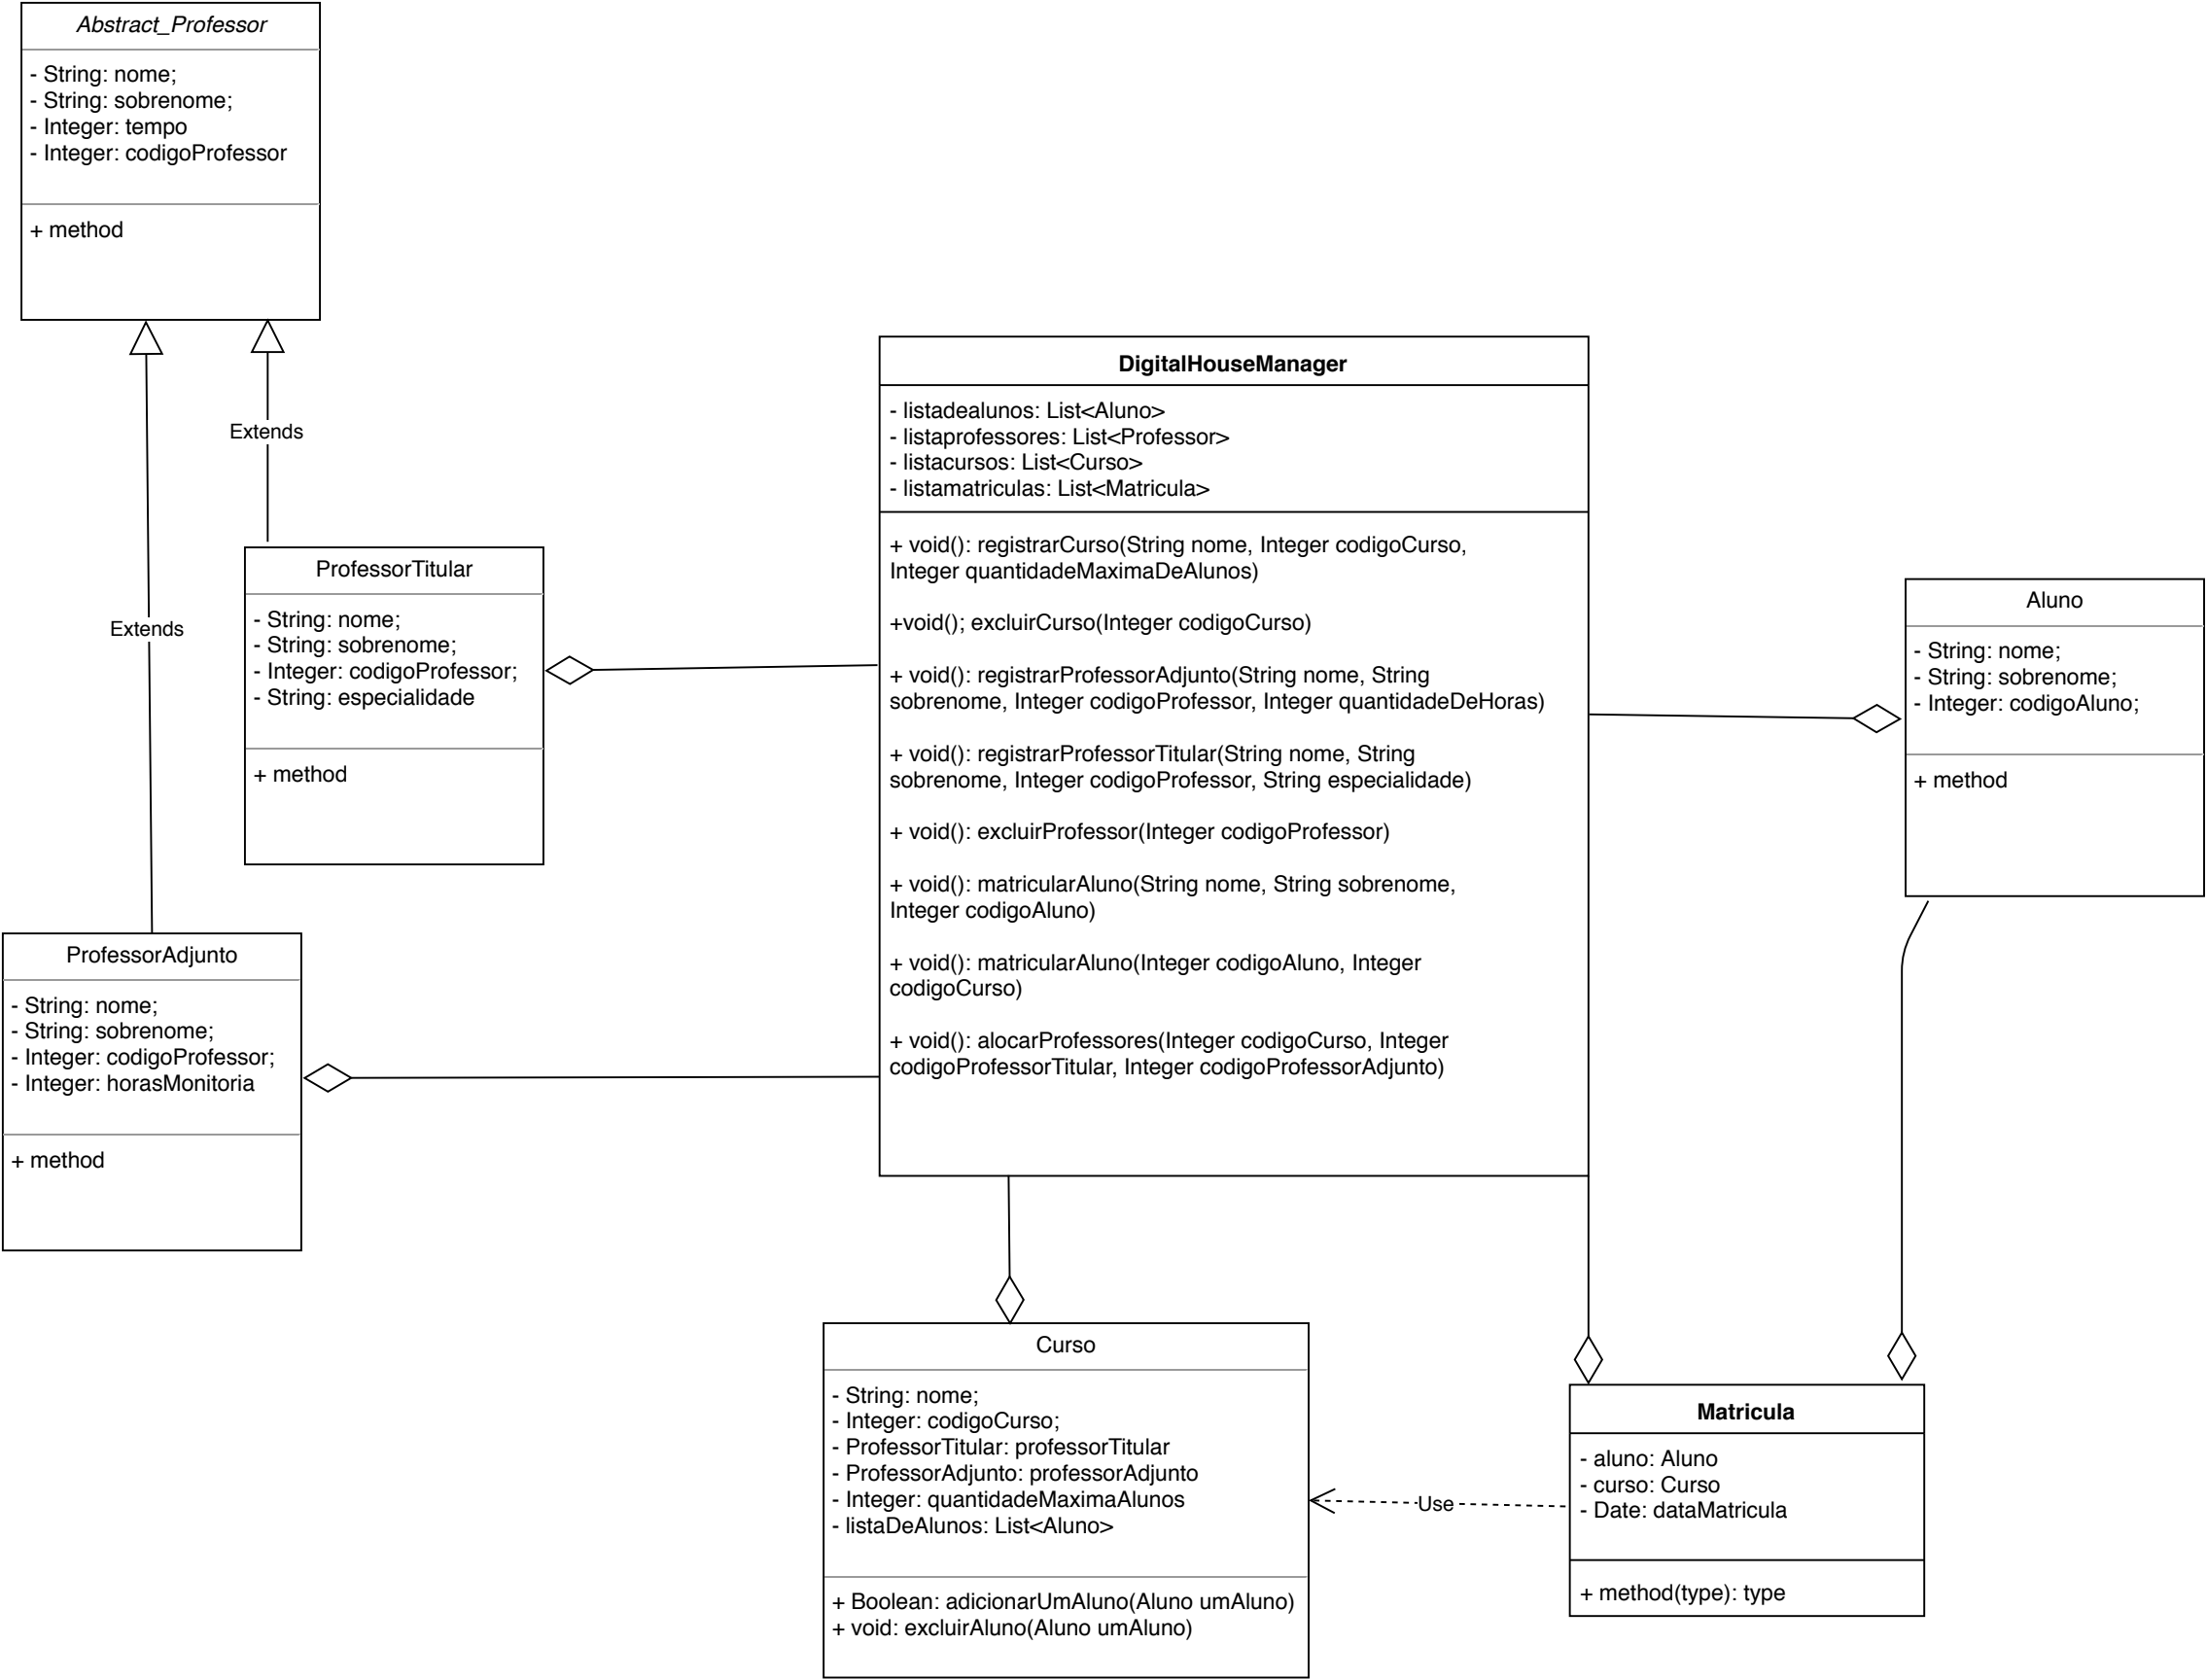 Abstract_Professor
- String: nome;
- String: sobrenome;
- Integer: tempo
- Integer: codigoProfessor
+ method
Extends
Extends
ProfessorTitular
- String: nome;
- String: sobrenome;
- Integer: codigoProfessor;
- String: especialidade
+ method
ProfessorAdjunto
- String: nome;
- String: sobrenome;
- Integer: codigoProfessor;
- Integer: horasMonitoria
+ method
DigitalHouseManager
- listadealunos: List<Aluno>
- listaprofessores: List<Professor>
- listacursos: List<Curso>
- listamatriculas: List<Matricula>
+ void(): registrarCurso(String nome, Integer codigoCurso,
Integer quantidadeMaximaDeAlunos)
+void(); excluirCurso(Integer codigoCurso)
+ void(): registrarProfessorAdjunto(String nome, String
sobrenome, Integer codigoProfessor, Integer quantidadeDeHoras)
+ void(): registrarProfessorTitular(String nome, String
sobrenome, Integer codigoProfessor, String especialidade)
+ void(): excluirProfessor(Integer codigoProfessor)
+ void(): matricularAluno(String nome, String sobrenome,
Integer codigoAluno)
+ void(): matricularAluno(Integer codigoAluno, Integer
codigoCurso)
+ void(): alocarProfessores(Integer codigoCurso, Integer
codigoProfessorTitular, Integer codigoProfessorAdjunto)
Aluno
- String: nome;
- String: sobrenome;
- Integer: codigoAluno;
+ method
Curso
- String: nome;
- Integer: codigoCurso;
- ProfessorTitular: professorTitular
- ProfessorAdjunto: professorAdjunto
- Integer: quantidadeMaximaAlunos
- listaDeAlunos: List<Aluno>
+ Boolean: adicionarUmAluno(Aluno umAluno)
+ void: excluirAluno(Aluno umAluno)
Use
Matricula
- aluno: Aluno
- curso: Curso
- Date: dataMatricula
+ method(type): type